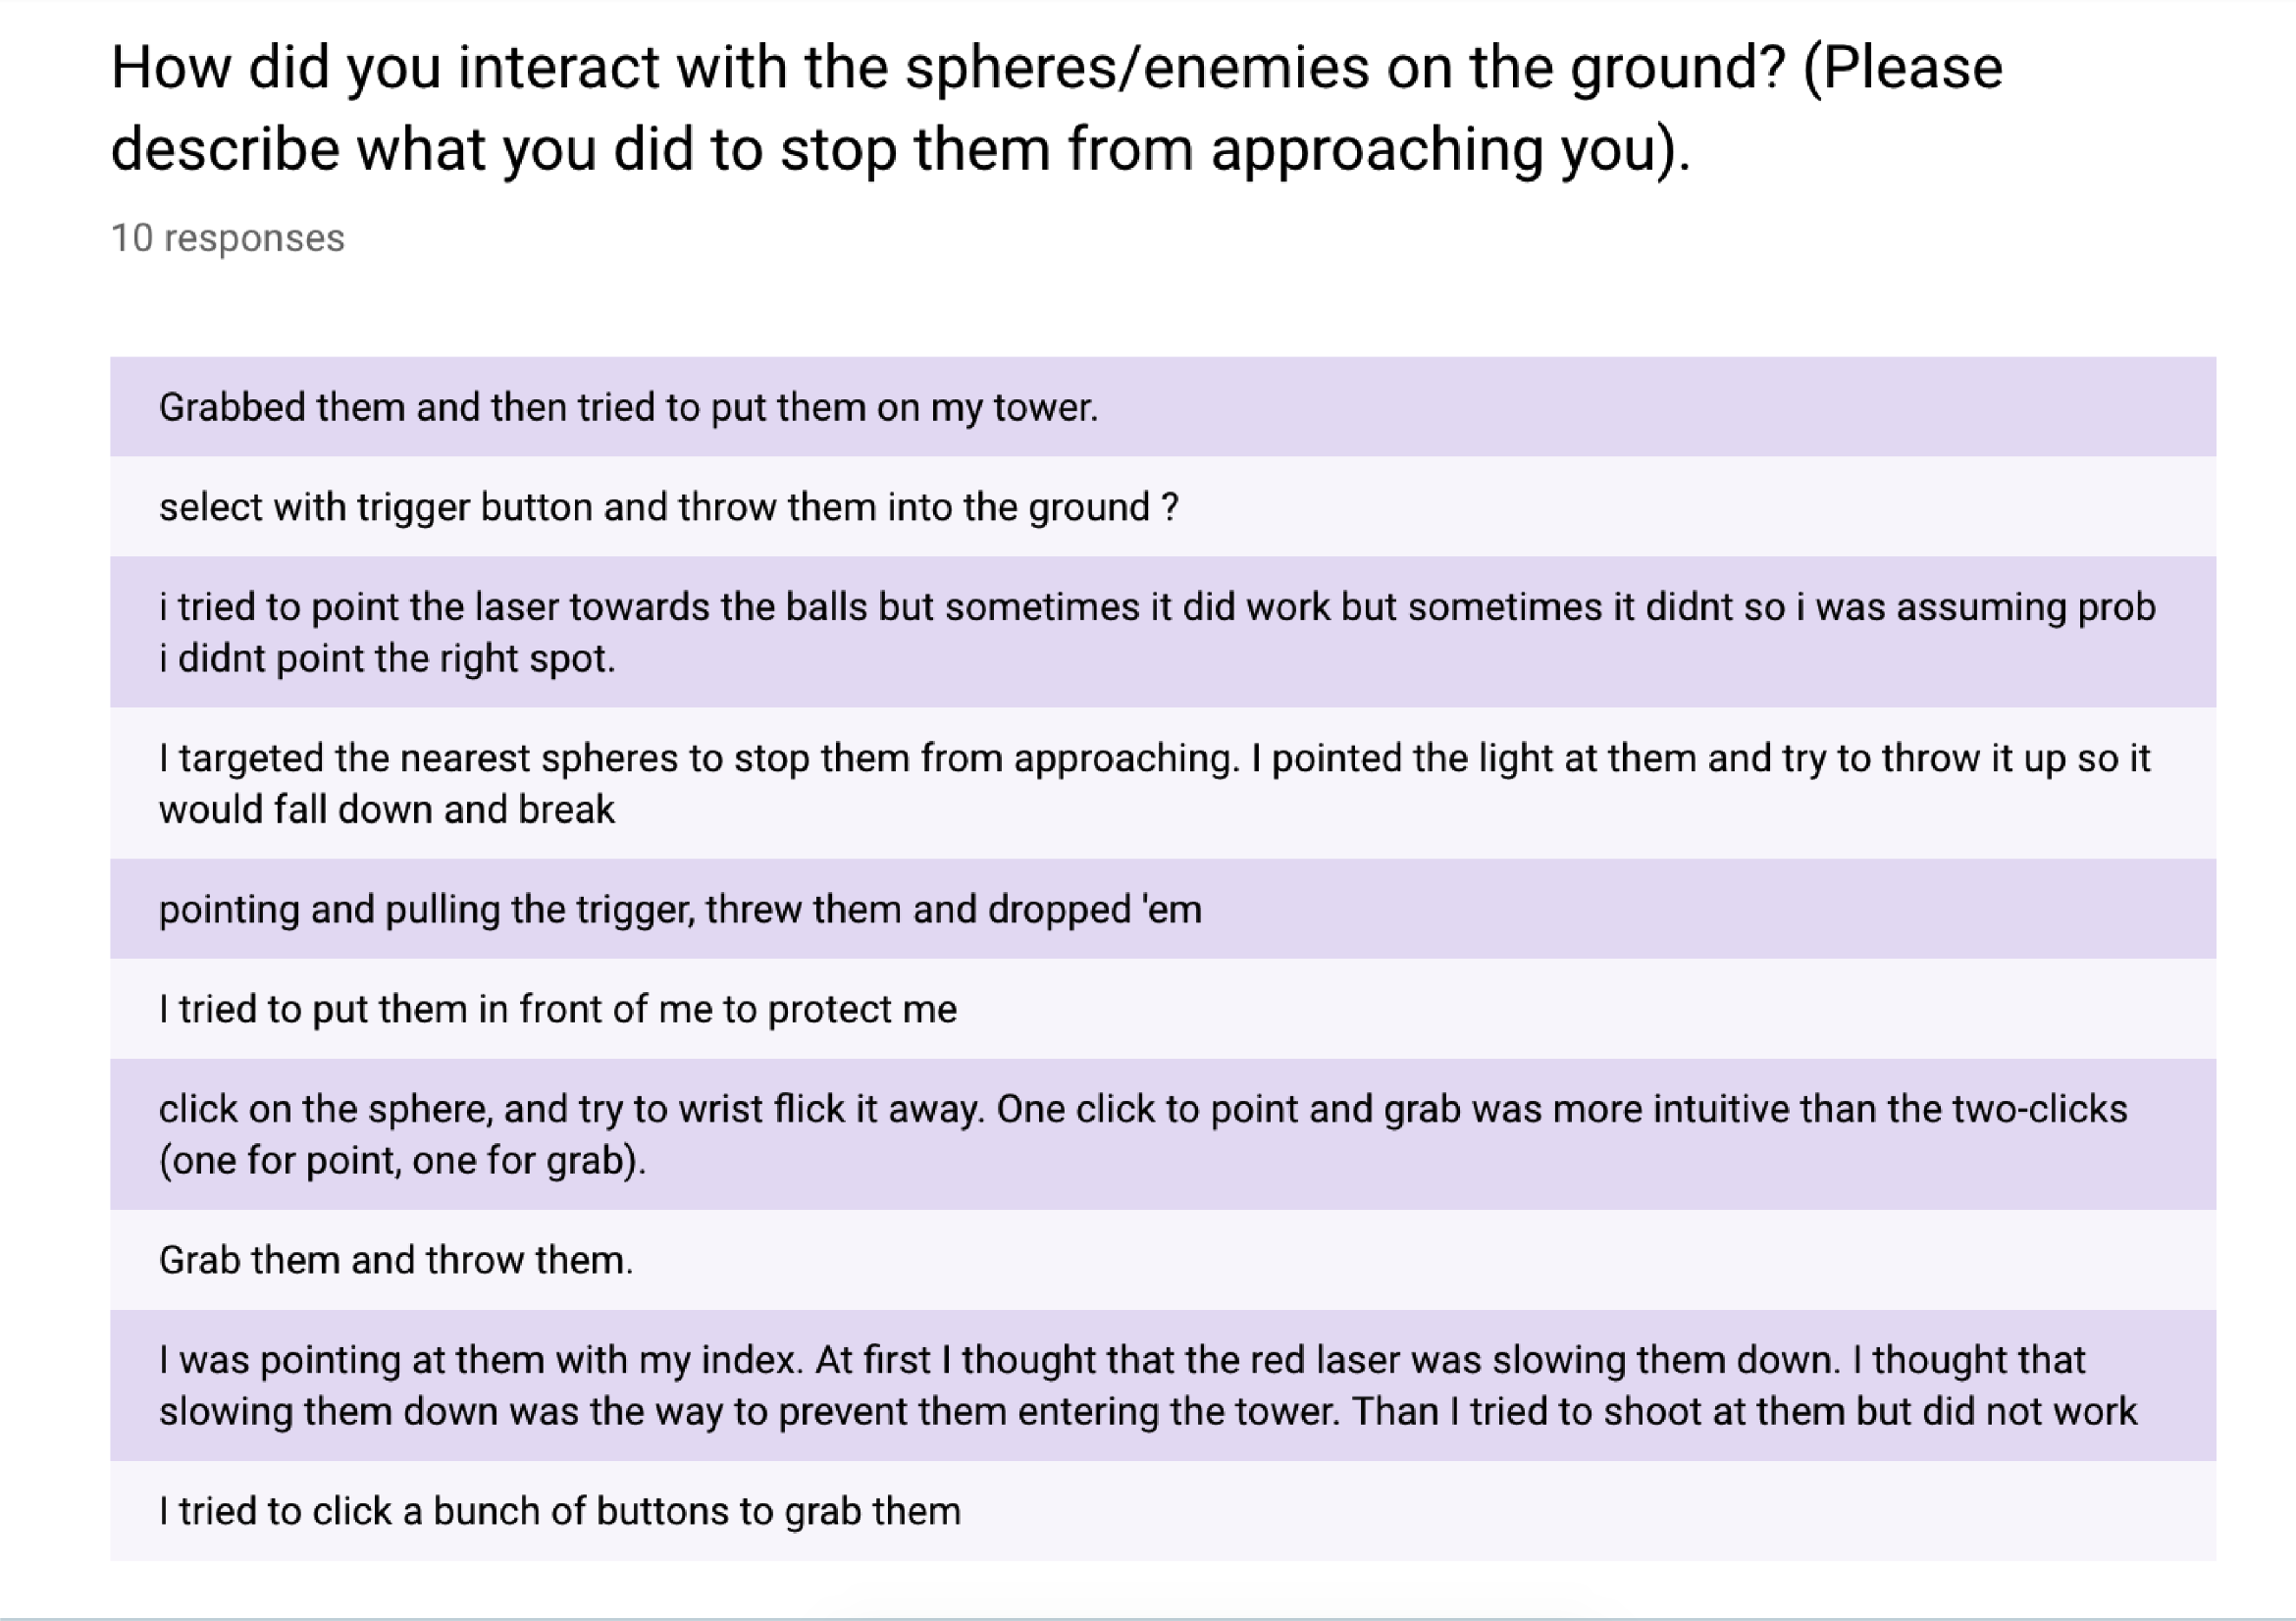 How did you interact with the spheres/enemies on the ground? (Please
describe what you did to stop them from approaching you).
10 responses
Grabbed them and then tried to put them on my tower.
select with trigger button and throw them into the ground ?
i tried to point the laser towards the balls but sometimes it did work but sometimes it didnt so i was assuming prob
i didnt point the right spot.
I targeted the nearest spheres to stop them from approaching. I pointed the light at them and try to throw it up so it
would fall down and break
pointing and pulling the trigger, threw them and dropped 'em
I tried to put them in front of me to protect me
click on the sphere, and try to wrist flick it away. One click to point and grab was more intuitive than the two-clicks
(one for point, one for grab).
Grab them and throw them.
I was pointing at them with my index. At first I thought that the red laser was slowing them down. I thought that
slowing them down was the way to prevent them entering the tower. Than I tried to shoot at them but did not work
I tried to click a bunch of buttons to grab them